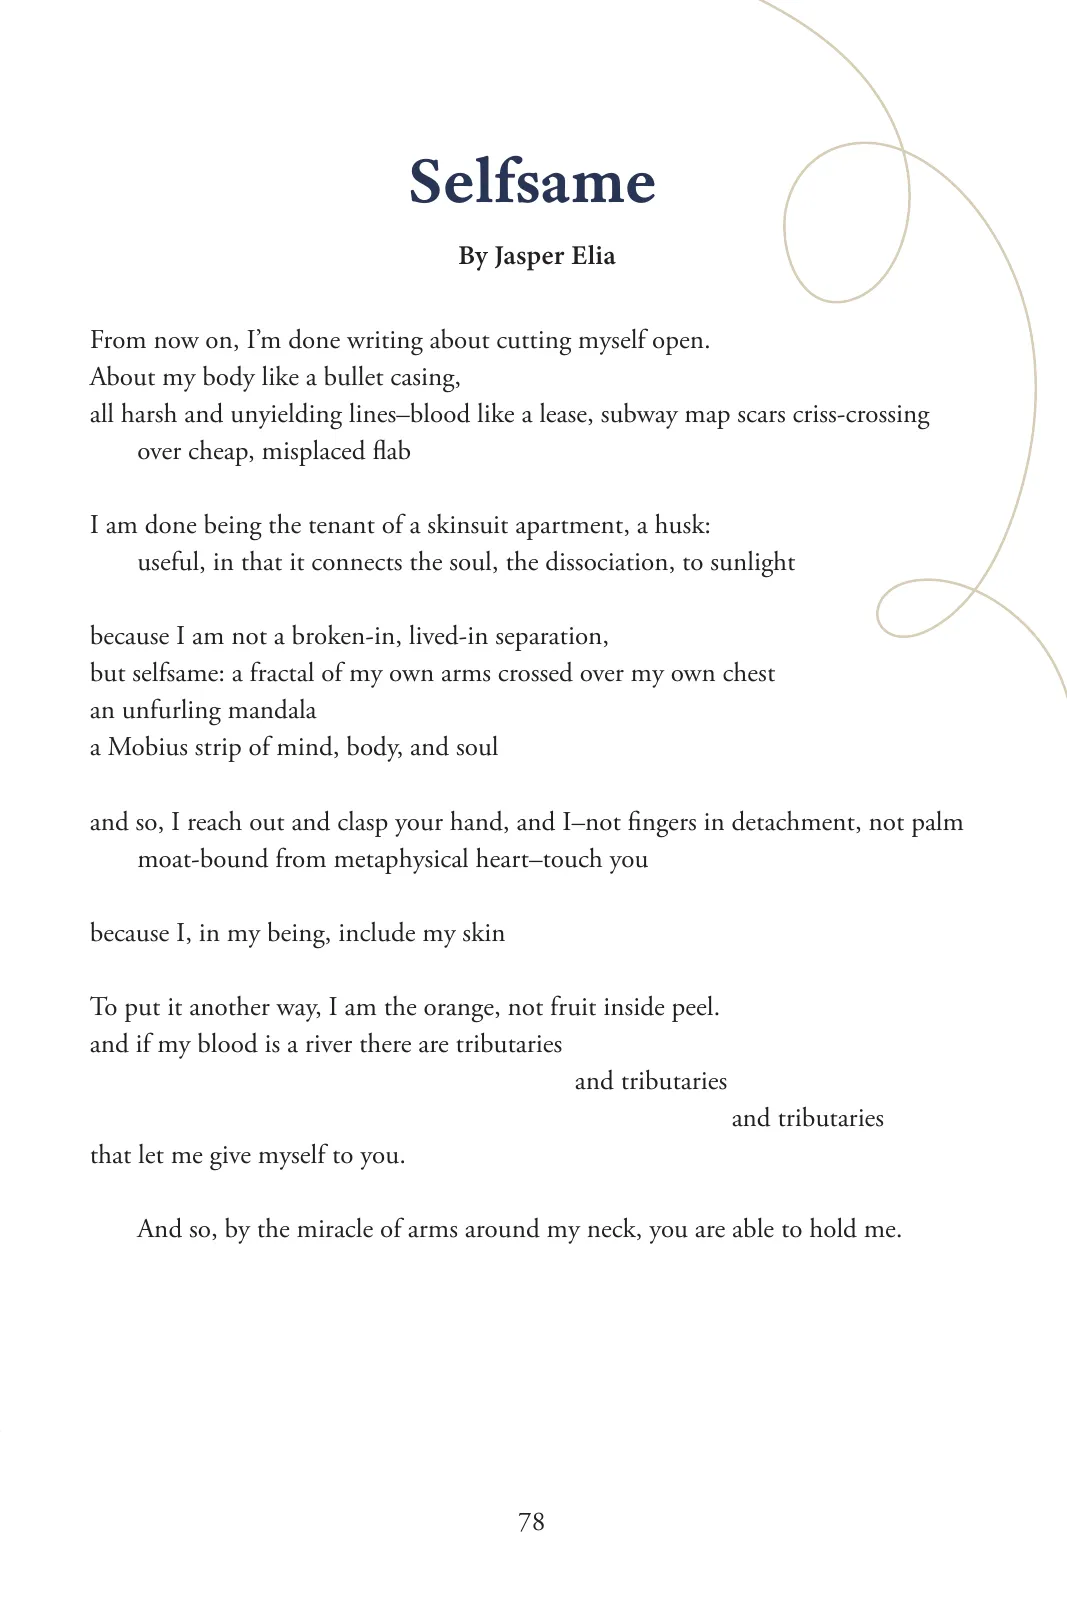 Selfsame
By Jasper Elia
From now on, I’m done writing about cutting myself open.
About my body like a bullet casing,
all harsh and unyielding lines–blood like a lease, subway map scars criss-crossing
over cheap, misplaced flab
I am done being the tenant of a skinsuit apartment, a husk:
useful, in that it connects the soul, the dissociation, to sunlight
because I am not a broken-in, lived-in separation,
but selfsame: a fractal of my own arms crossed over my own chest
an unfurling mandala
a Mobius strip of mind, body, and soul
and so, I reach out and clasp your hand, and I–not fingers in detachment, not palm
moat-bound from metaphysical heart–touch you
because I, in my being, include my skin
To put it another way, I am the orange, not fruit inside peel.
and if my blood is a river there are tributaries
and tributaries
and tributaries
that let me give myself to you.
And so, by the miracle of arms around my neck, you are able to hold me.
78